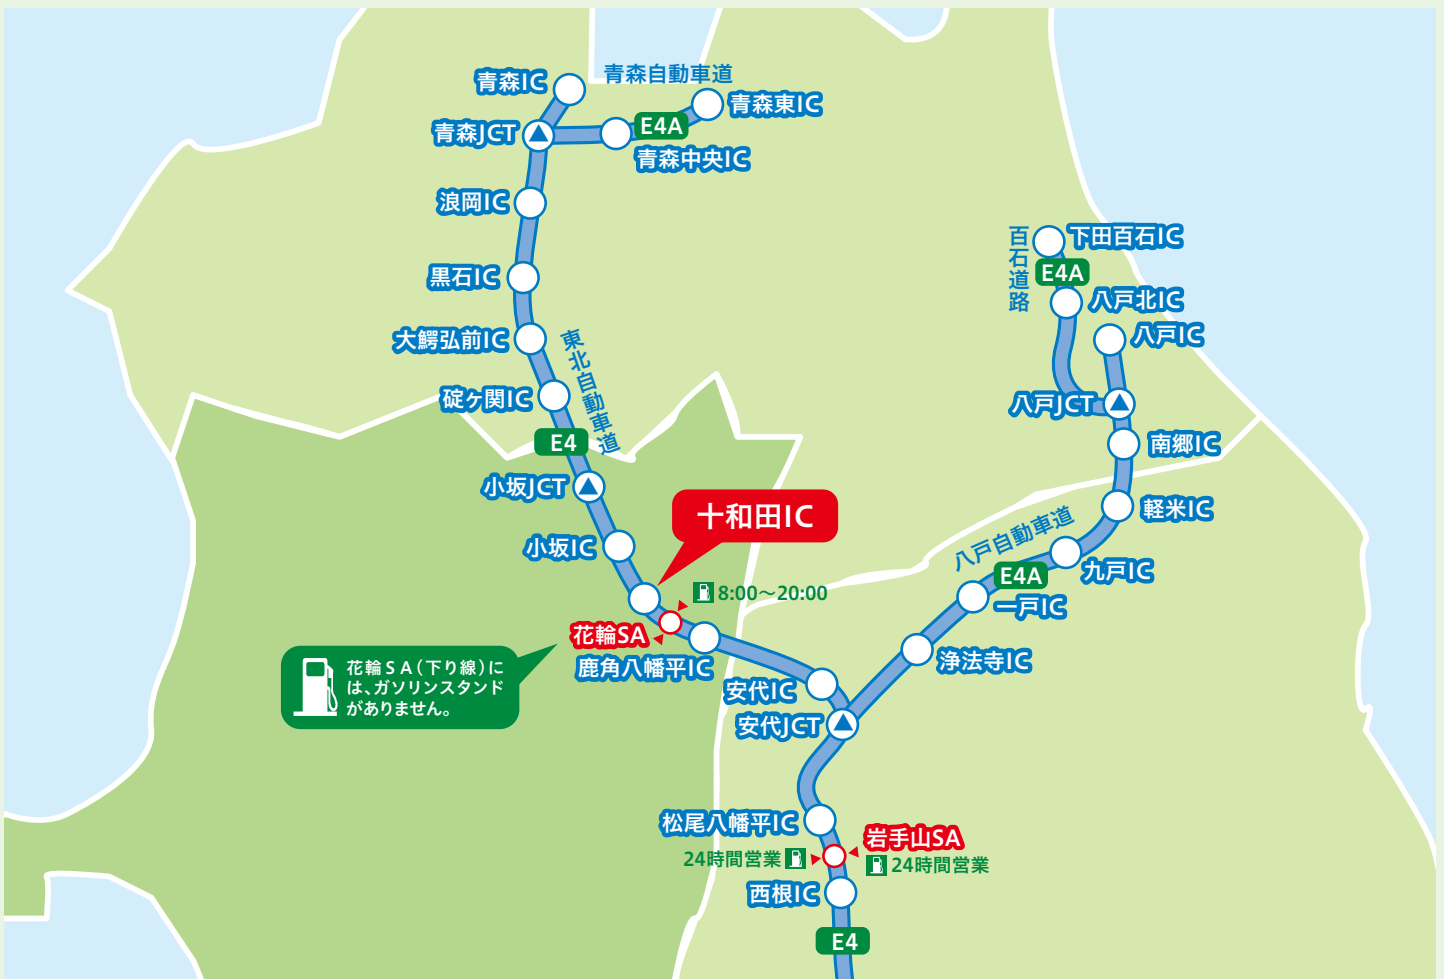 青森IC
青森自動車道
青森東IC
青森JCT
E4A
青森中央IC
浪岡IC
黒石IC
大鰐弘前IC
碇ヶ関IC
東北自動車道
E4
小坂JCT
小坂IC
十和田IC
8:00〜20:00
花輪SA
鹿角八幡平IC
花輪SA(下り線)に
は、ガソリンスタンド
がありません。
安代IC
安代JCT
松尾八幡平IC
岩手山SA
24時間営業
24時間営業
西根IC
E4
百石道路
下田百石IC
E4A
八戸北IC
八戸IC
八戸JCT
南郷IC
軽米IC
八戸自動車道
九戸IC
E4A
一戸IC
浄法寺IC